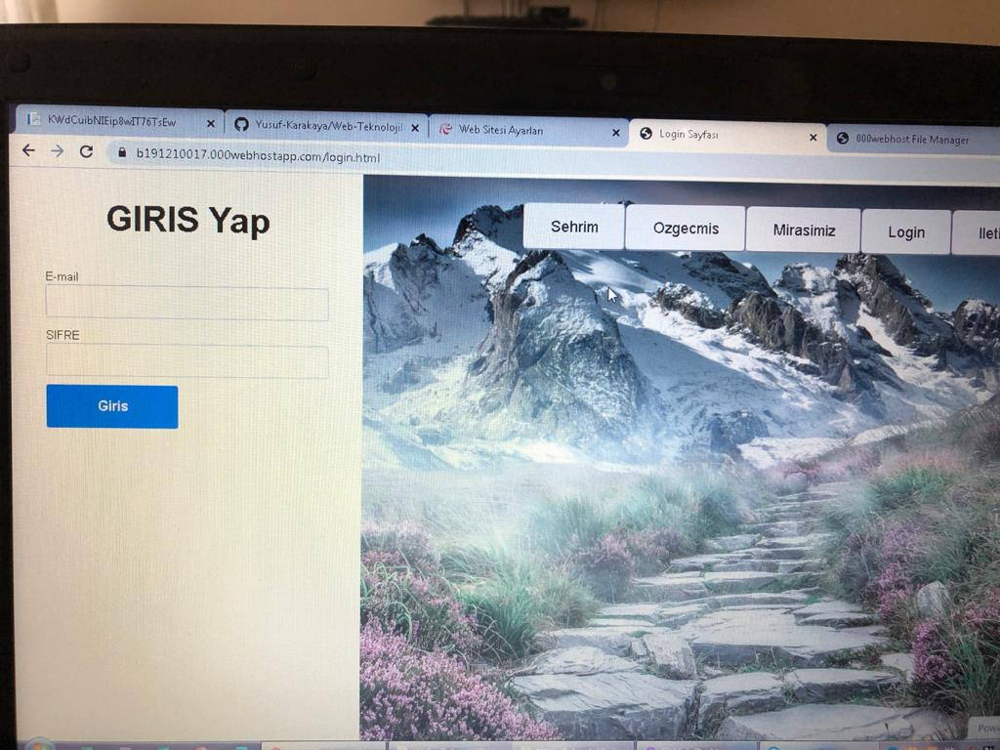 KWdCuibNIEip8wIT76TsEw
Yusuf-Karakaya/Web-Teknoloji
Web Sitesi Ayarları
Login Sayfası
000webhost File Manager
b191210017.000webhostapp.com/login.html
GIRIS Yap
Sehrim
Ozgecmis
Mirasimiz
Login
Ileti
E-mail
SIFRE
Giris
Powe